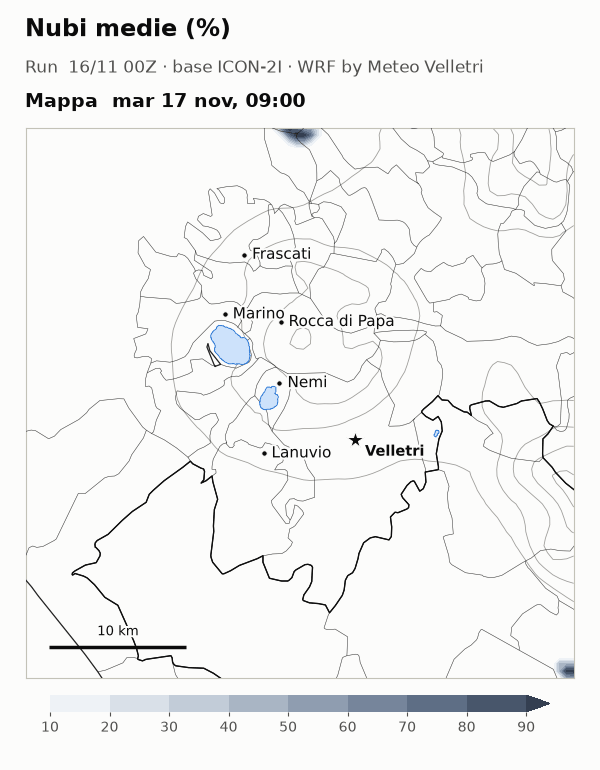 Nubi medie (%)
Run  16/11 00Z · base ICON-2I · WRF by Meteo Velletri
Mappa  mar 17 nov, 09:00
Frascati
Marino
Rocca di Papa
Nemi
Velletri
Lanuvio
10 km
10 20 30 40 50 60 70 80 90